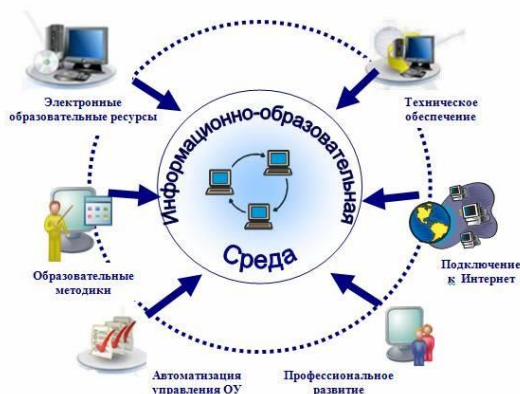 Электронные
образовательные ресурсы
Техническое
обеспечение
Информационно-образовательная
Среда
Образовательные
методики
Подключение
к Интернет
Автоматизация
управления ОУ
Профессиональное
развитие